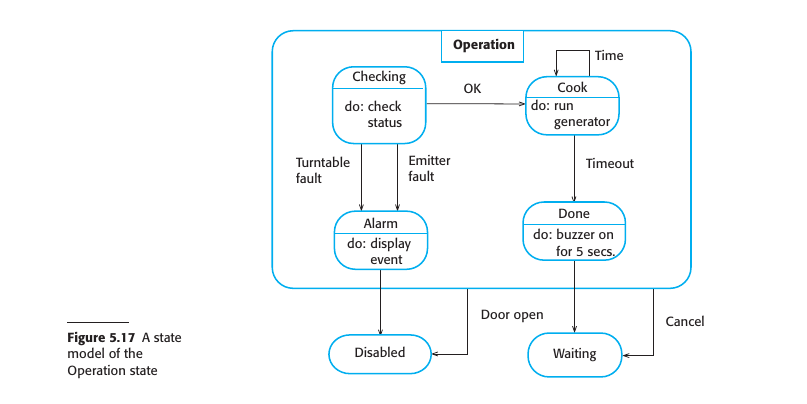 Operation
Time
Checking
OK
Cook
do: check
status
do: run
generator
Turntable
fault
Emitter
fault
Timeout
Alarm
Done
do: display
event
do: buzzer on
for 5 secs.
Door open
Cancel
Disabled
Waiting
Figure 5.17 A state
model of the
Operation state